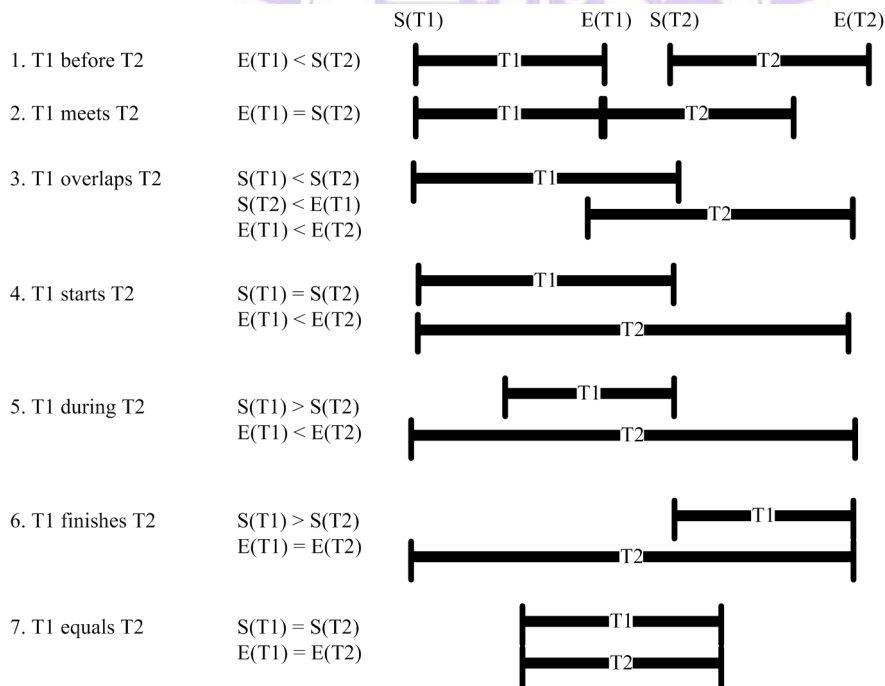 S(T1) E(T1) S(T2) E(T2)
1. T1 before T2 E(T1) < S(T2) T1 T2
2. T1 meets T2 E(T1) = S(T2) T1 T2
3. T1 overlaps T2 S(T1) < S(T2) T1
S(T2) < E(T1) T2
E(T1) < E(T2)
T1
4. T1 starts T2 S(T1) = S(T2)
E(T1) < E(T2) T2
T1
5. T1 during T2 S(T1) > S(T2)
E(T1) < E(T2) T2
6. T1 finishes T2 S(T1) > S(T2) T1
E(T1) = E(T2) T2
7. T1 equals T2 S(T1) = S(T2) T1
E(T1) = E(T2) T2